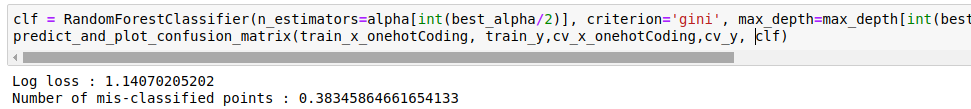 clf = RandomForestClassifier(n_estimators=alpha[int(best_alpha/2)], criterion='gini', max_depth=max_depth[int(best
predict_and_plot_confusion_matrix(train_x_onehotCoding, train_y,cv_x_onehotCoding,cv_y, clf)
Log loss : 1.14070205202
Number of mis-classified points : 0.38345864661654133